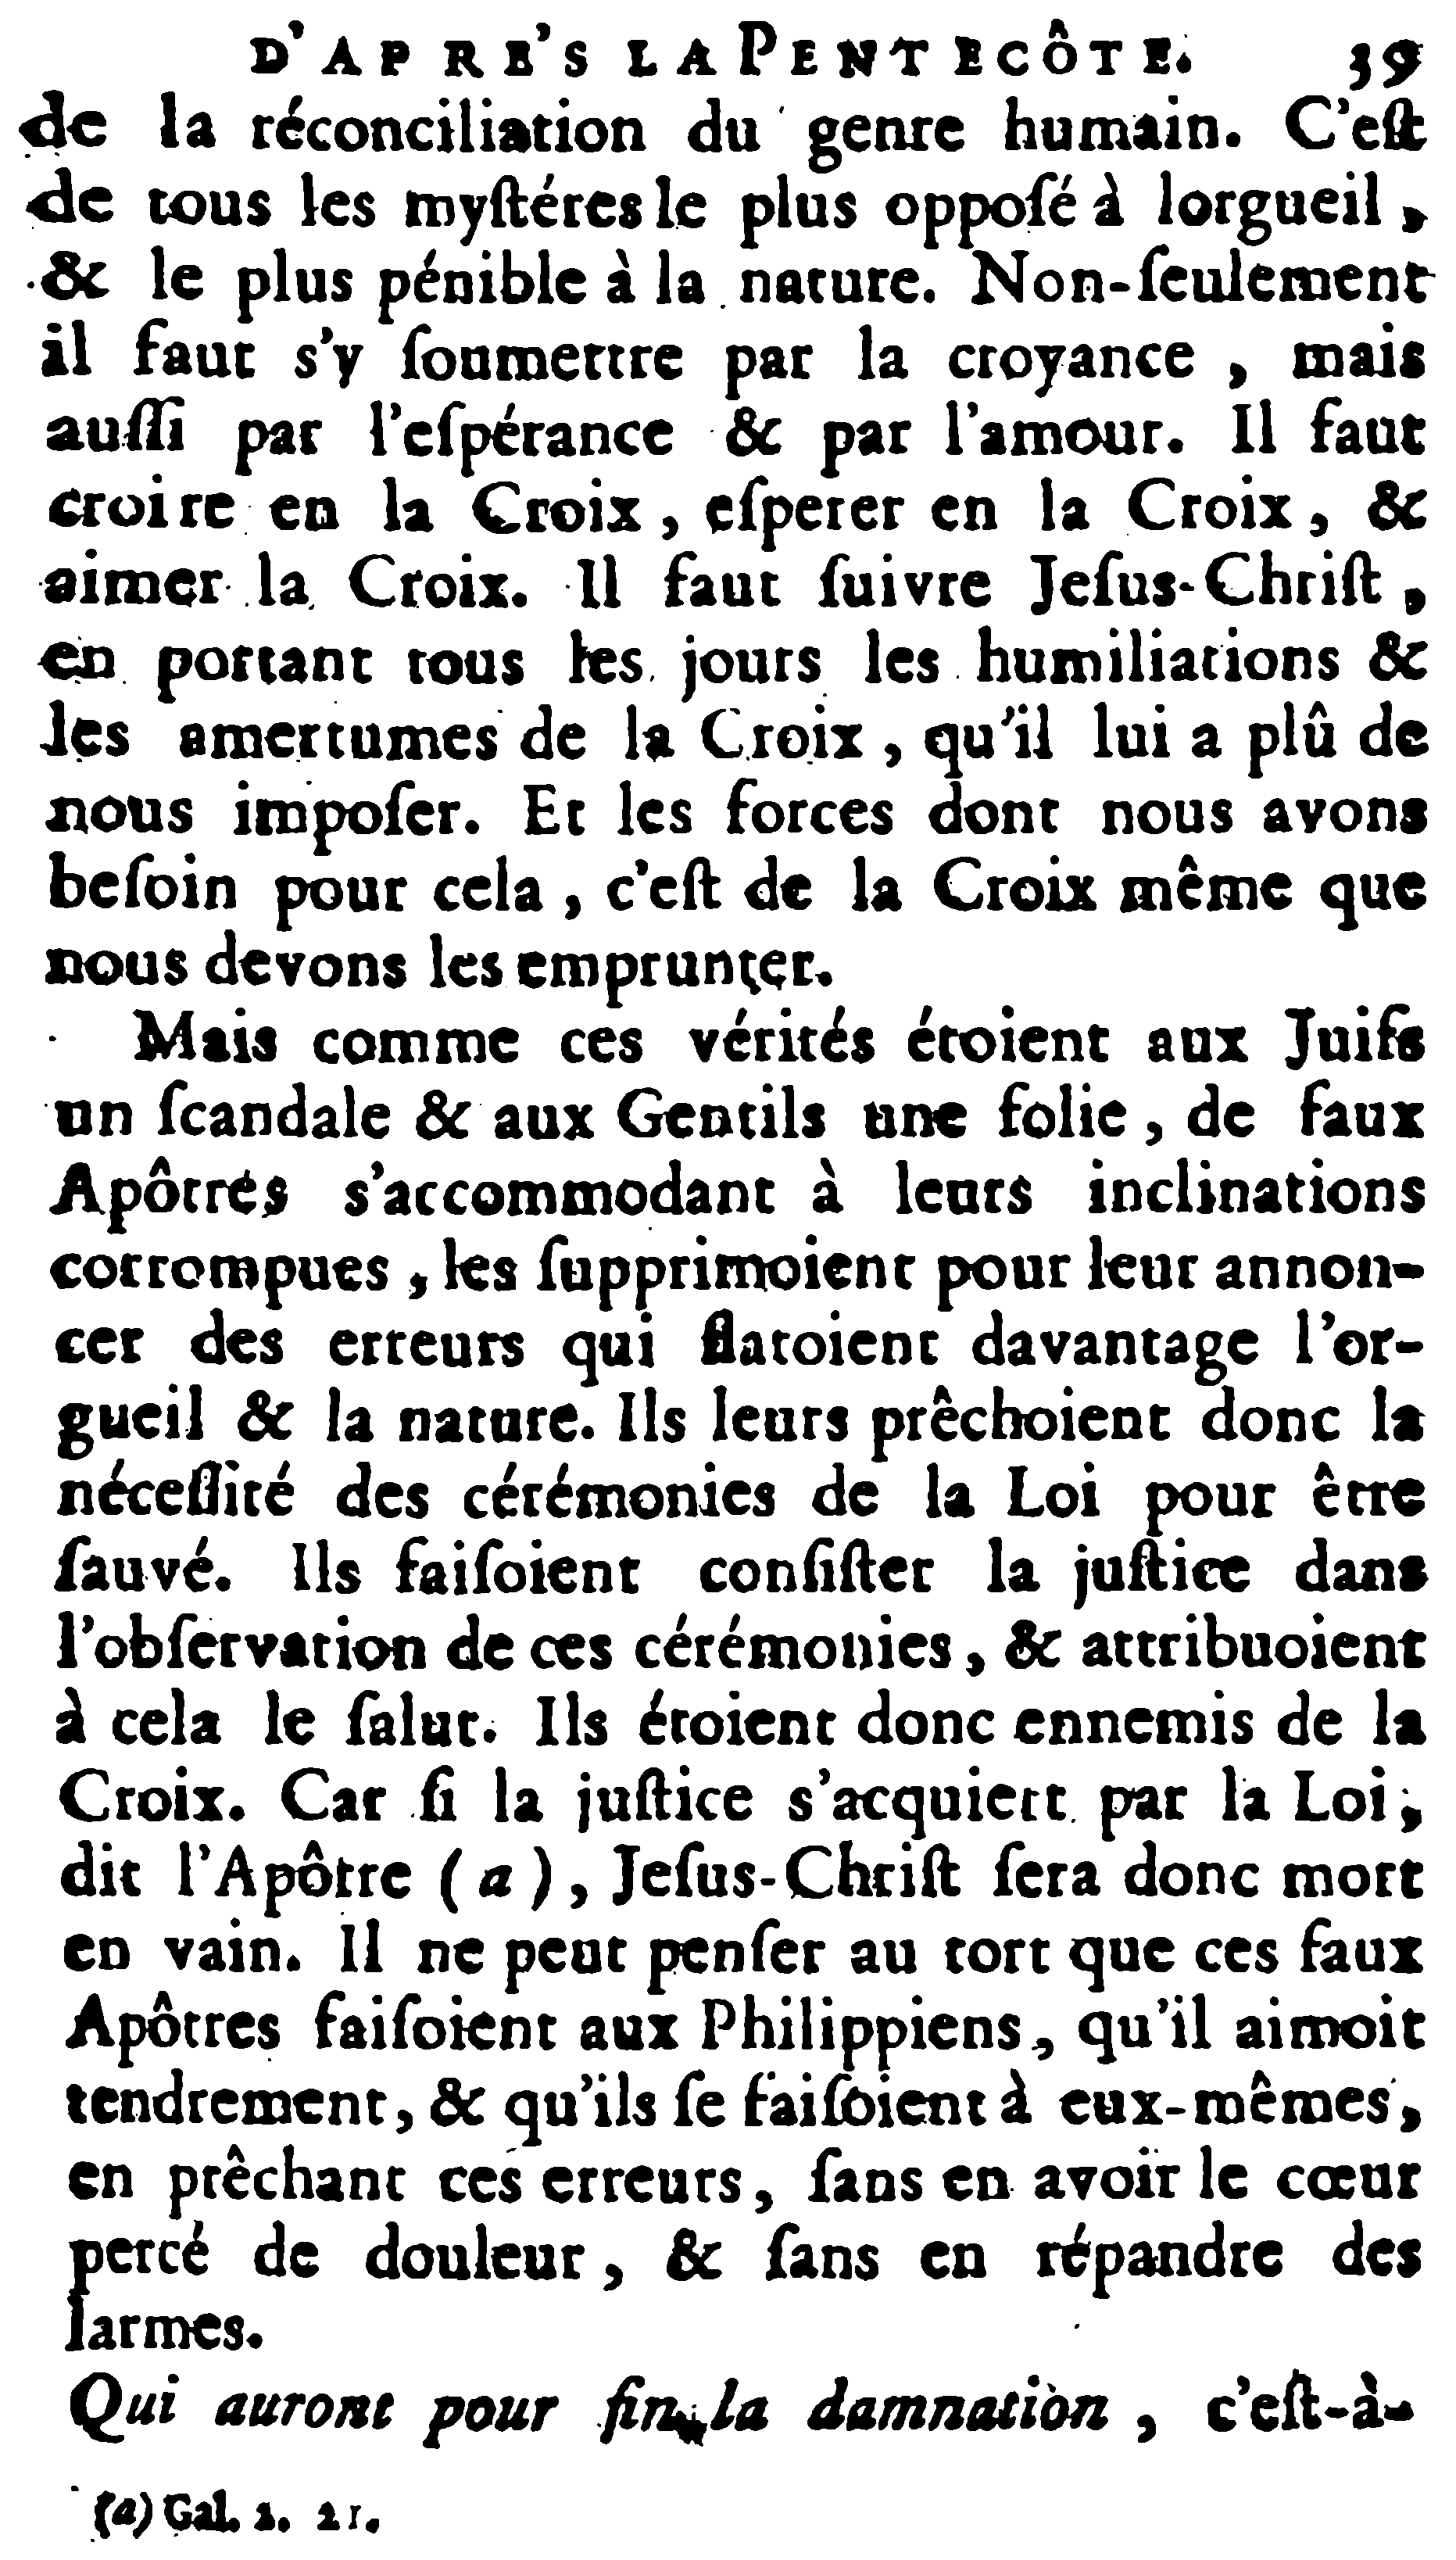 D'APRE'S LA PENTECÔTE. 39
de la réconciliation du genre humain. C'eſt
de tous les myſtéres le plus oppoſé à lorgueil,
& le plus pénible à la nature. Non-ſeulement
il faut s'y ſoumettre par la croyance, mais
auſſi par l'eſpérance & par l'amour. Il faut
croire en la Croix, eſperer en la Croix, &
aimer la Croix. Il faut ſuivre Jeſus-Chriſt,
en portant tous les jours les humiliations &
les amertumes de la Croix, qu'il lui a plû de
nous impoſer. Et les forces dont nous avons
beſoin pour cela, c'eſt de la Croix même que
nous devons les emprunter.
Mais comme ces vérités étoient aux Juifs
un ſcandale & aux Gentils une folie, de faux
Apôtres s'accommodant à leurs inclinations
corrompues, les ſupprimoient pour leur annon-
cer des erreurs qui flatoient davantage l'or-
gueil & la nature. Ils leurs prêchoient donc la
néceſſité des cérémonies de la Loi pour être
ſauvé. Ils faiſoient conſiſter la juſtice dans
l'obſervation de ces cérémonies, & attribuoient
à cela le ſalut. Ils étoient donc ennemis de la
Croix. Car ſi la juſtice s'acquiert par la Loi,
dit l'Apôtre (a), Jeſus-Chriſt ſera donc mort
en vain. Il ne peut penſer au tort que ces faux
Apôtres faiſoient aux Philippiens, qu'il aimoit
tendrement, & qu'ils ſe faiſoient à eux-mêmes,
en prêchant ces erreurs, ſans en avoir le cœur
percé de douleur, & ſans en répandre des
larmes.
Qui auront pour fin la damnation, c'eſt-à-
(a) Gal. 2. 21.